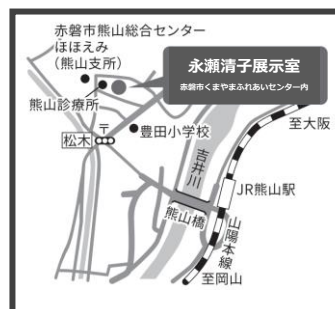 赤磐市熊山総合センター
ほほえみ
(熊山支所)
永瀬清子展示室
赤磐市くまやまふれあいセンター内
熊山診療所
〒
松木
豊田小学校
至大阪
吉井川
JR熊山駅
熊山橋
山陽本線
至岡山